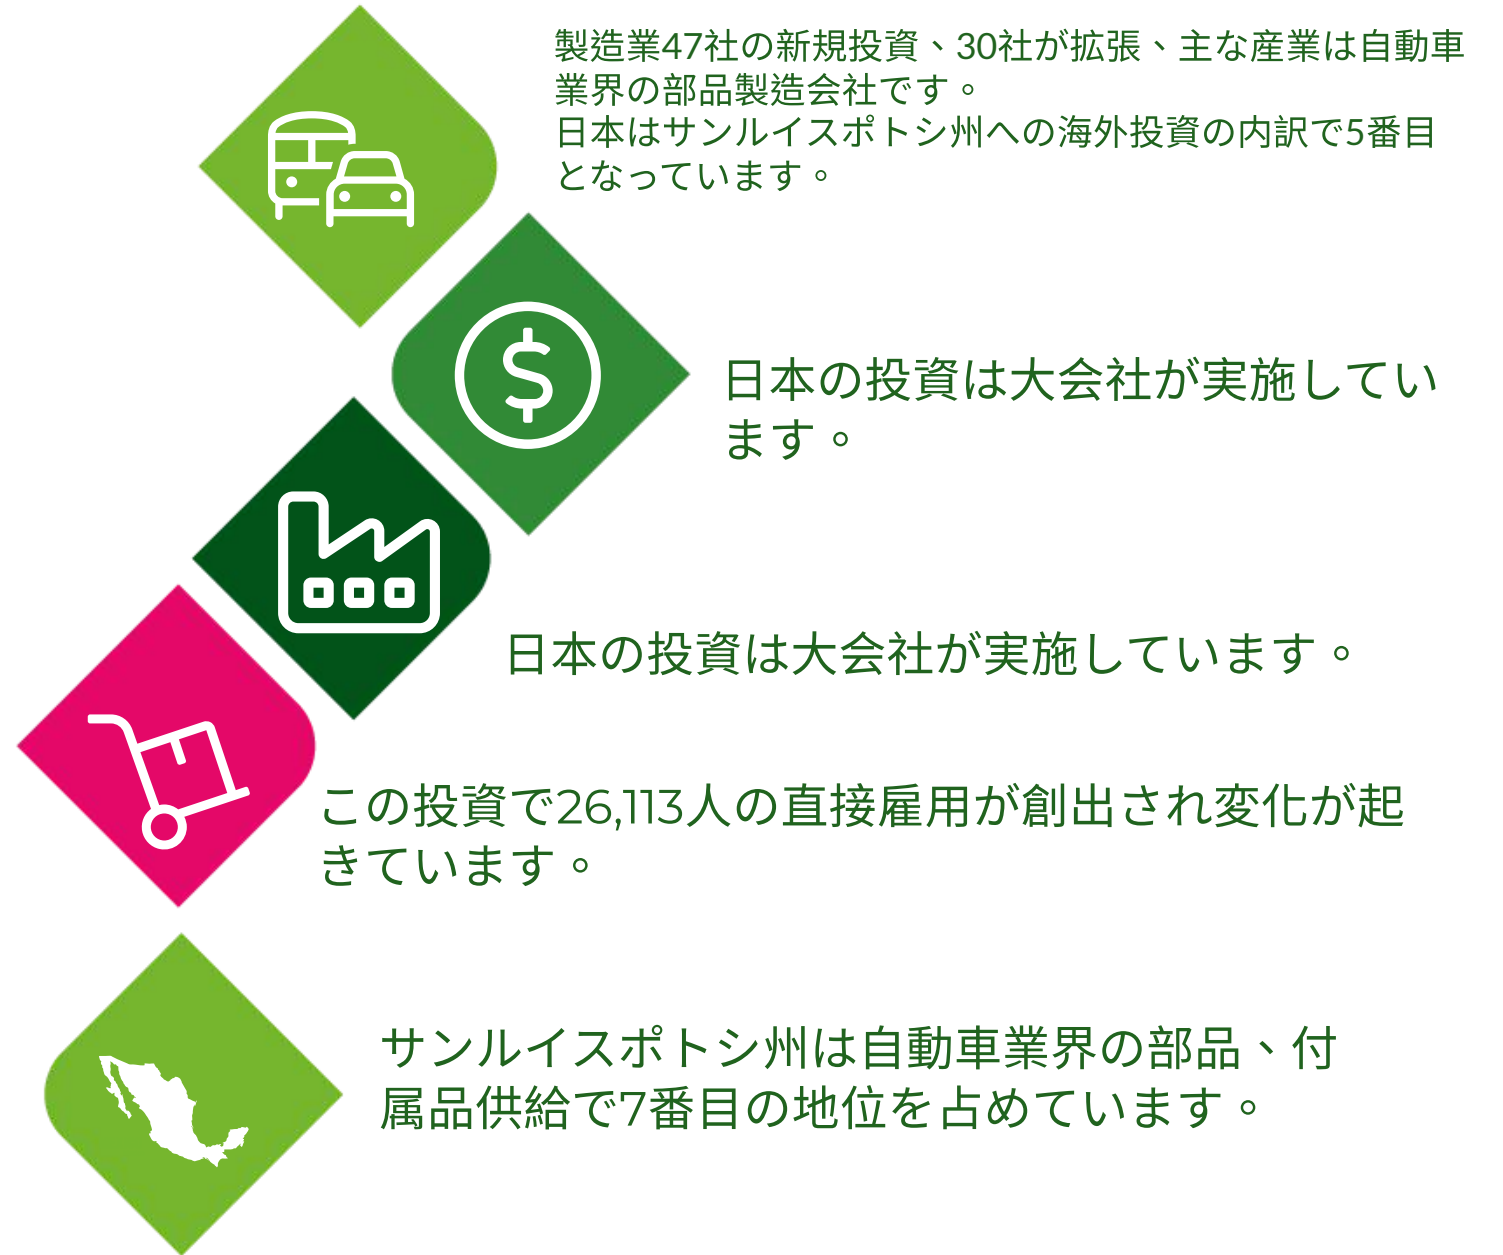 製造業47社の新規投資、30社が拡張、主な産業は自動車
業界の部品製造会社です。
日本はサンルイスポトシ州への海外投資の内訳で5番目
となっています。
日本の投資は大会社が実施してい
ます。
日本の投資は大会社が実施しています。
この投資で26,113人の直接雇用が創出され変化が起
きています。
サンルイスポトシ州は自動車業界の部品、付
属品供給で7番目の地位を占めています。